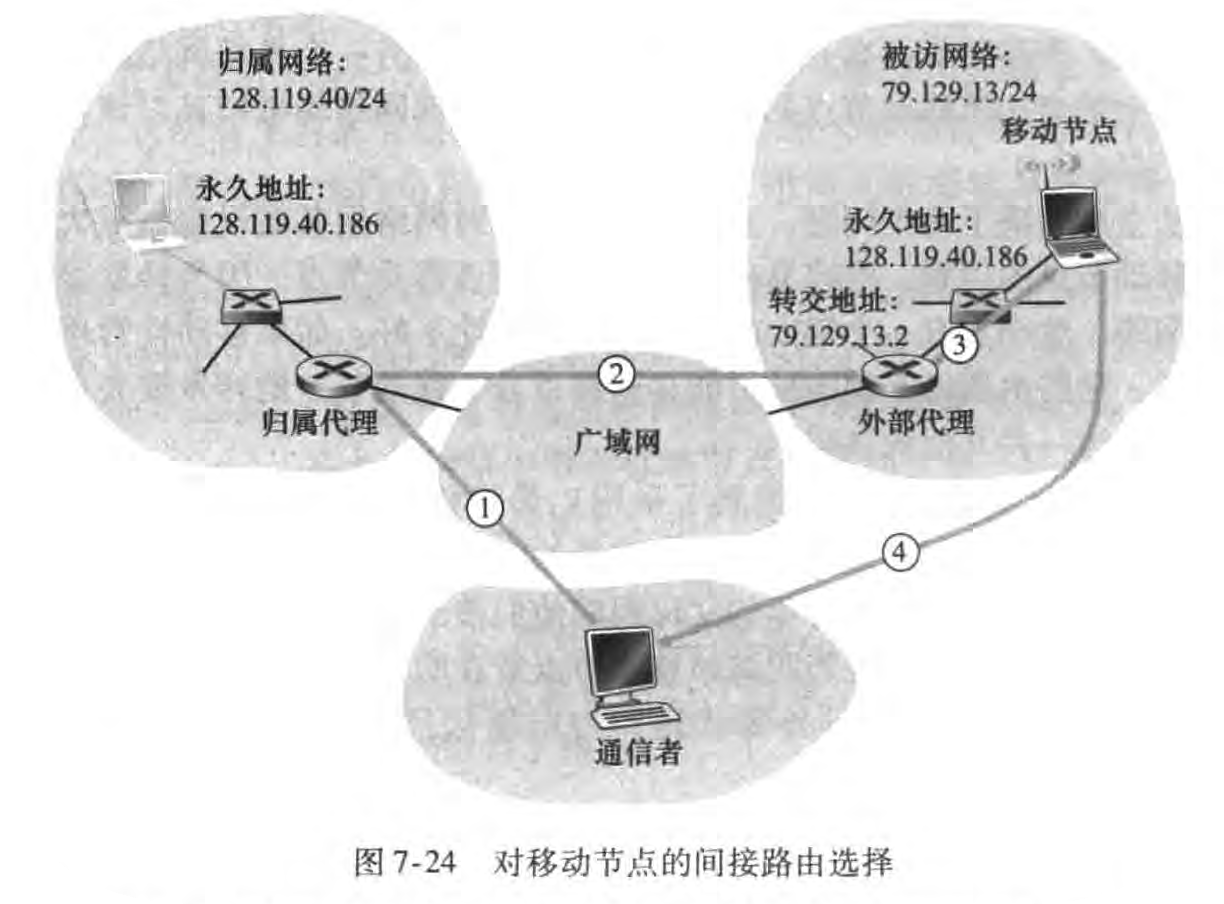 归属网络：
128.119.40/24
被访网络：
79.129.13/24
移动节点
永久地址：
128.119.40.186
永久地址：
128.119.40.186
转交地址：
79.129.13.2
③
②
归属代理
外部代理
广域网
①
④
通信者
图 7-24 对移动节点的间接路由选择